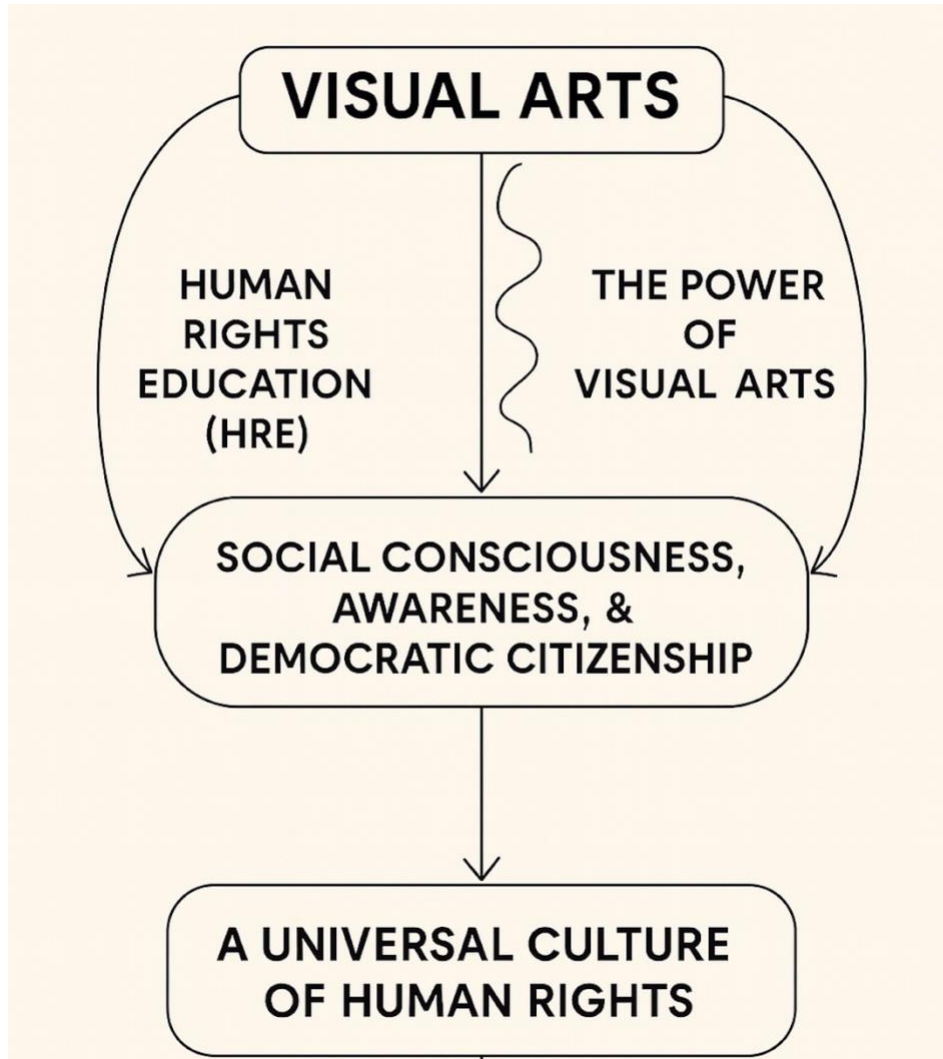 VISUAL ARTS
HUMAN
RIGHTS
EDUCATION
(HRE)
THE POWER
OF
VISUAL ARTS
SOCIAL CONSCIOUSNESS,
AWARENESS, &
DEMOCRATIC CITIZENSHIP
A UNIVERSAL CULTURE
OF HUMAN RIGHTS